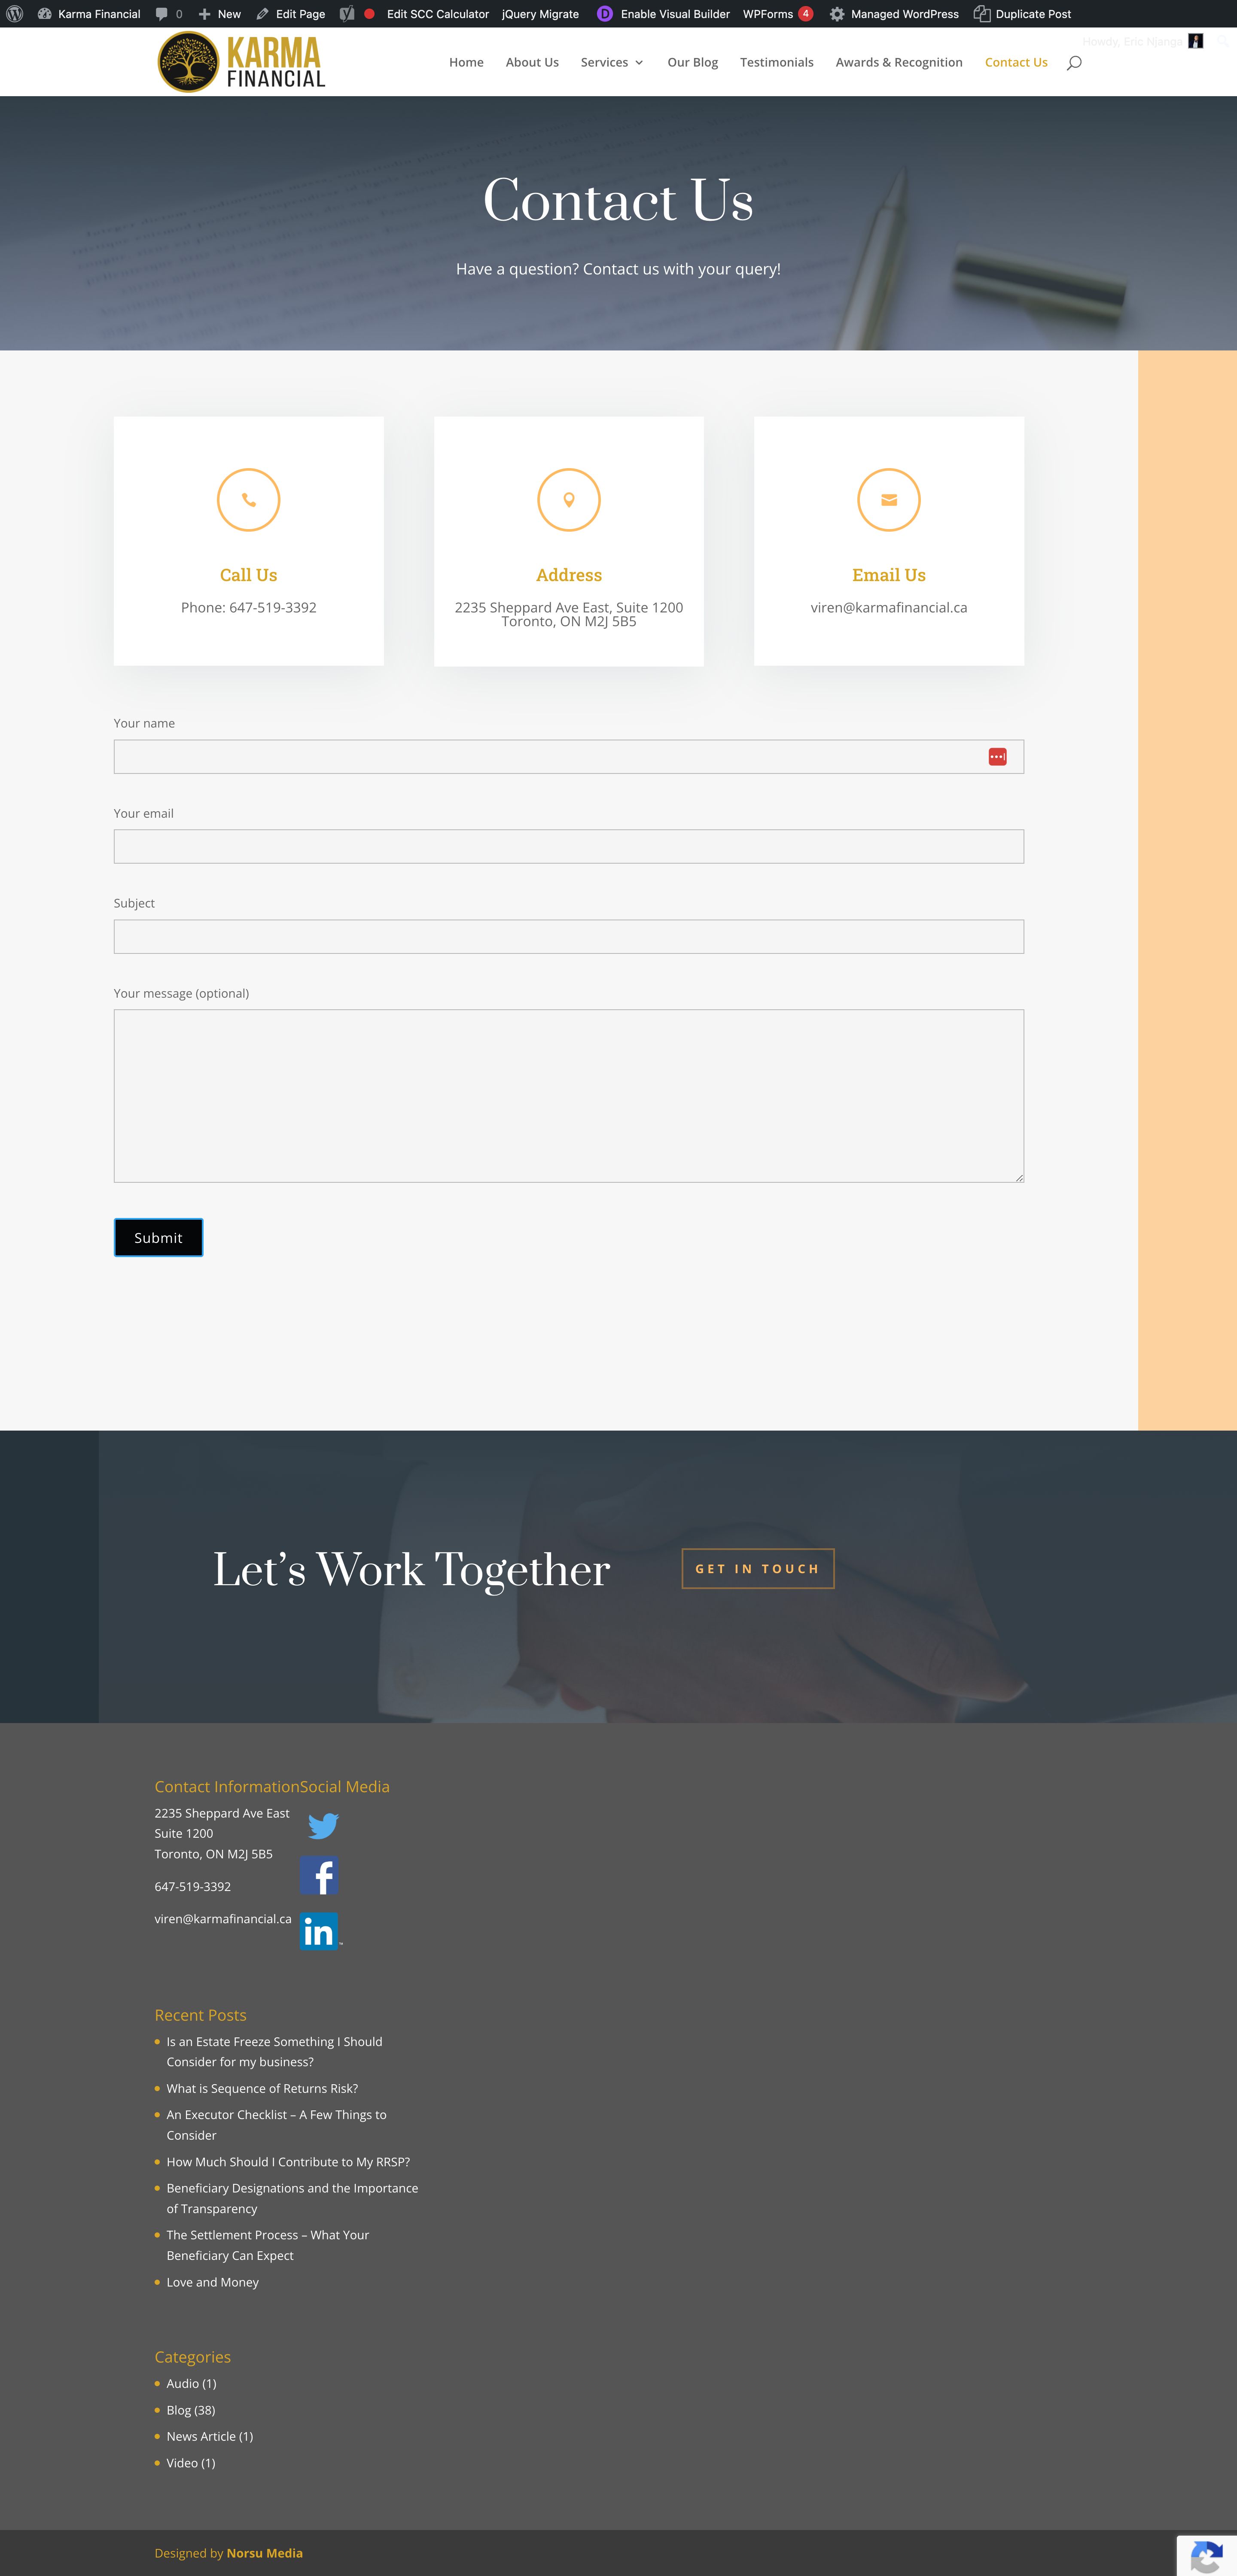 Karma Financial
0
New
Edit Page
Edit SCC Calculator
jQuery Migrate
D
Enable Visual Builder
WPForms 4
Managed WordPress
Duplicate Post
Howdy, Eric Njanga
KARMA
FINANCIAL
Home
About Us
Services
Our Blog
Testimonials
Awards & Recognition
Contact Us
Contact Us
Have a question? Contact us with your query!
Call Us
Phone: 647-519-3392
Address
2235 Sheppard Ave East, Suite 1200
Toronto, ON M2J 5B5
Email Us
viren@karmafinancial.ca
Your name
Your email
Subject
Your message (optional)
Submit
Let’s Work Together
GET IN TOUCH
Contact Information
2235 Sheppard Ave East
Suite 1200
Toronto, ON M2J 5B5
647-519-3392
viren@karmafinancial.ca
Social Media
f
in
Recent Posts
Is an Estate Freeze Something I Should
Consider for my business?
What is Sequence of Returns Risk?
An Executor Checklist – A Few Things to
Consider
How Much Should I Contribute to My RRSP?
Beneficiary Designations and the Importance
of Transparency
The Settlement Process – What Your
Beneficiary Can Expect
Love and Money
Categories
Audio (1)
Blog (38)
News Article (1)
Video (1)
Designed by Norsu Media